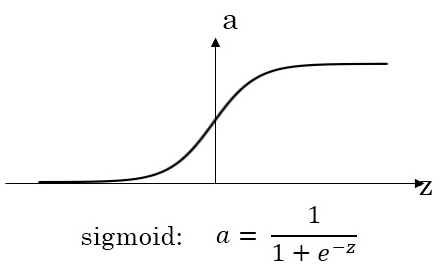 a
z
sigmoid: a = 1 / (1 + e^{-z})